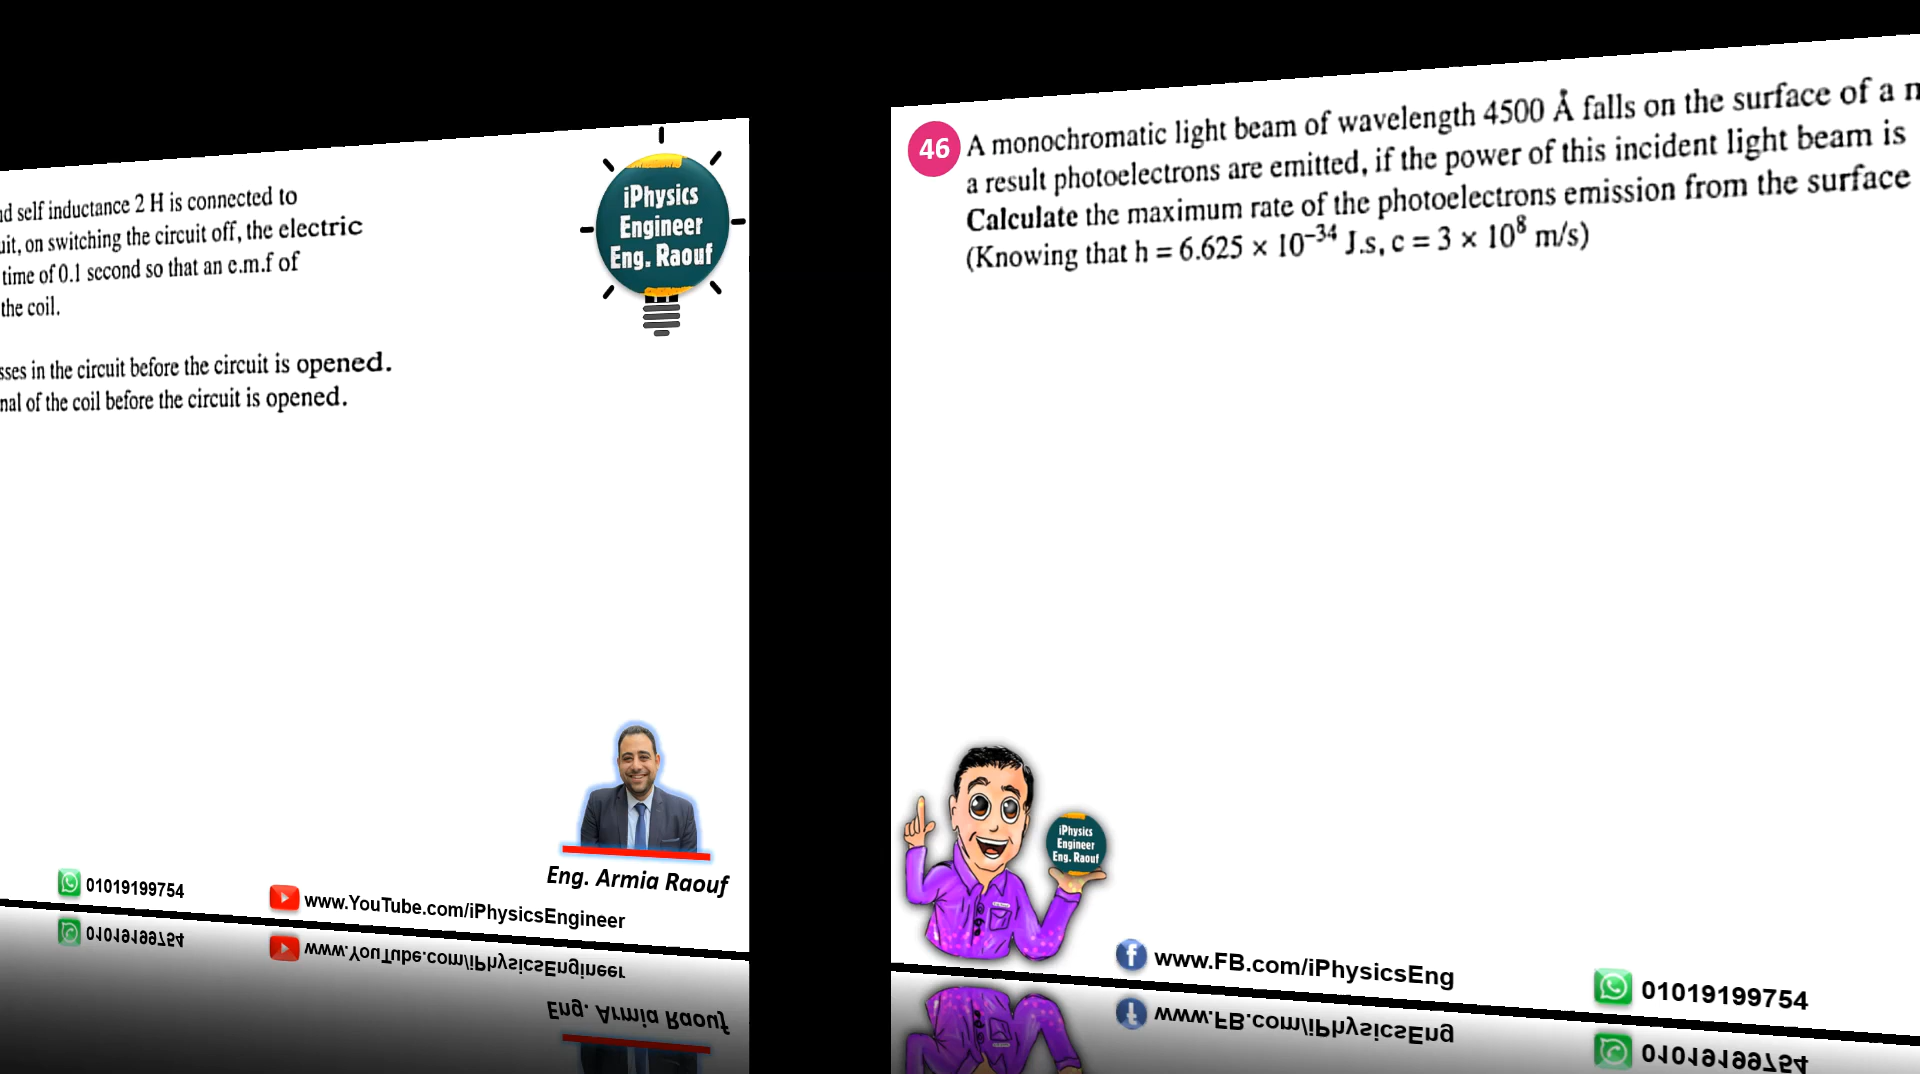 nd self inductance 2 H is connected to
uit, on switching the circuit off, the electric
time of 0.1 second so that an e.m.f of
the coil.
sses in the circuit before the circuit is opened.
nal of the coil before the circuit is opened.
iPhysics
Engineer
Eng. Raouf
Eng. Armia Raouf
01019199754
www.YouTube.com/iPhysicsEngineer
46 A monochromatic light beam of wavelength 4500 Å falls on the surface of a
a result photoelectrons are emitted, if the power of this incident light beam is
Calculate the maximum rate of the photoelectrons emission from the surface
(Knowing that h = 6.625 × 10⁻³⁴ J.s, c = 3 × 10⁸ m/s)
iPhysics
Engineer
Eng. Raouf
www.FB.com/iPhysicsEng
01019199754